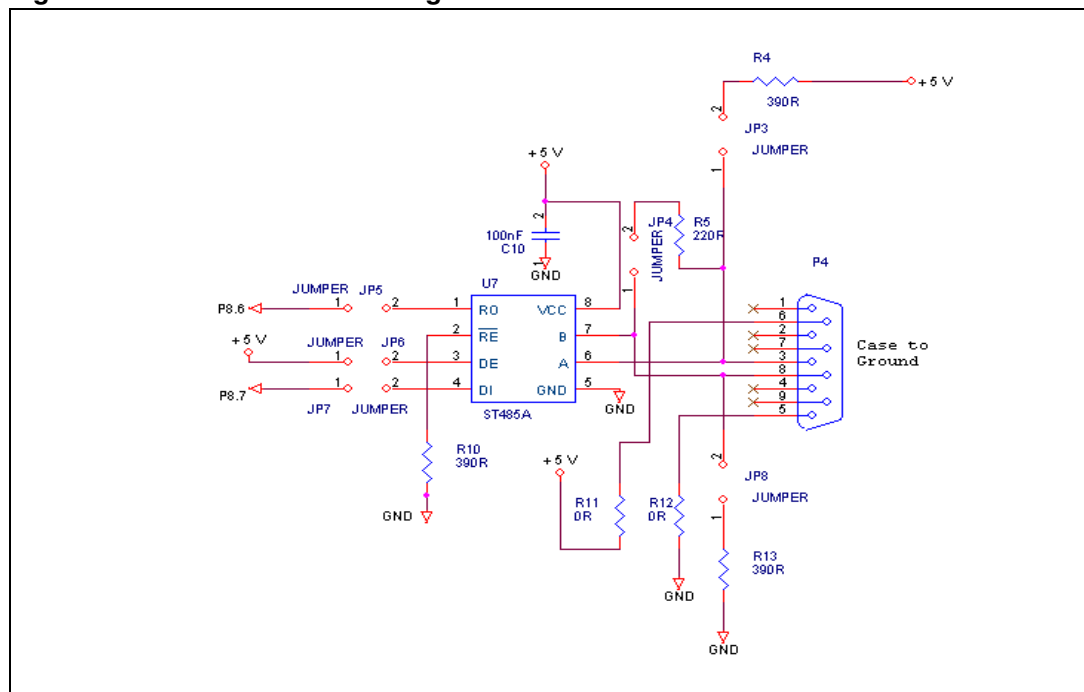 R4
390R
+5 V
2
JP3
JUMPER
1
+5 V
2
100nF
C10
1
GND
2
JP4
JUMPER
1
R5
220R
P4
U7
JUMPER
JP5
P8.6
1
2
1
RO
VCC
8
2
RE
B
7
+5 V
JUMPER
JP6
1
2
3
DE
A
6
P8.7
1
2
4
DI
GND
5
JP7
JUMPER
ST485A
GND
1
6
2
7
3
8
4
9
5
Case to
Ground
R10
390R
GND
+5 V
R11
0R
R12
0R
GND
2
JP8
JUMPER
1
R13
390R
GND